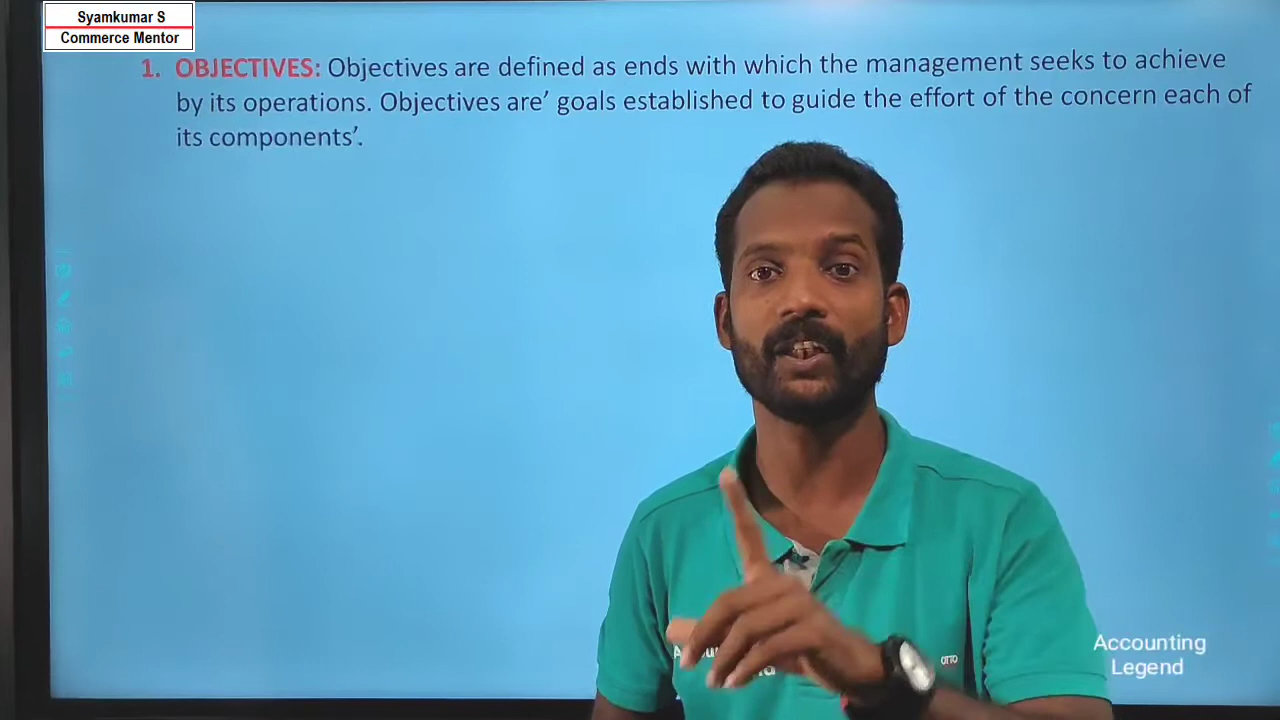 Syamkumar S
Commerce Mentor
1. OBJECTIVES: Objectives are defined as ends with which the management seeks to achieve
by its operations. Objectives are’ goals established to guide the effort of the concern each of
its components’.
OTTO
Accounting
Legend